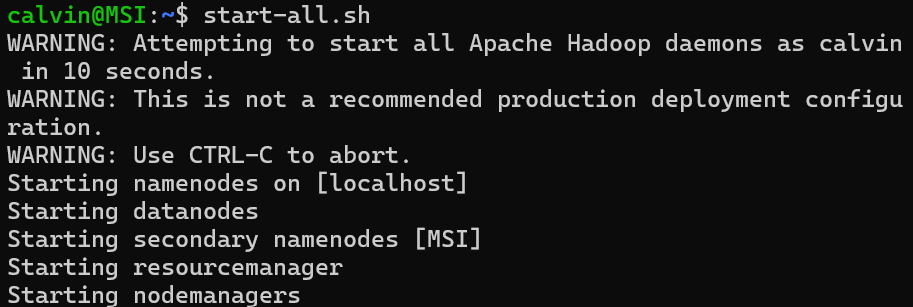 calvin@MSI:~$ start-all.sh
WARNING: Attempting to start all Apache Hadoop daemons as calvin
 in 10 seconds.
WARNING: This is not a recommended production deployment configu
ration.
WARNING: Use CTRL-C to abort.
Starting namenodes on [localhost]
Starting datanodes
Starting secondary namenodes [MSI]
Starting resourcemanager
Starting nodemanagers